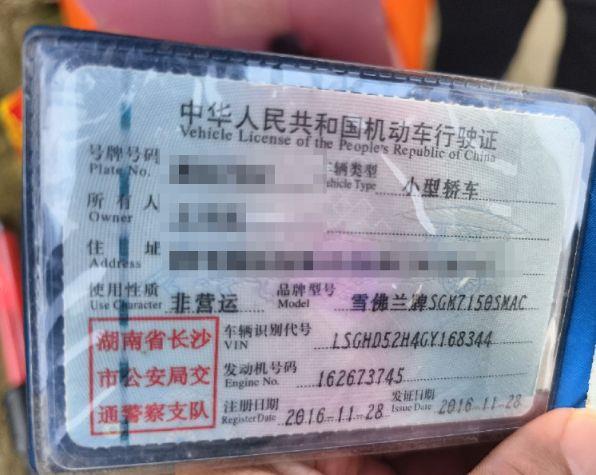 中华人民共和国机动车行驶证
Vehicle License of the People's Republic of China
号牌号码
Plate No.
车辆类型
Vehicle Type
小型轿车
所有人
Owner
住址
Address
使用性质
Use Character
非营运
品牌型号
Model
雪佛兰牌SGM7150SMAC
湖南省长沙
市公安局交
通警察支队
车辆识别代号
VIN
LSGHD52H4GY168344
发动机号码
Engine No.
162673745
注册日期
Register Date
2016-11-28
发证日期
Issue Date
2016-11-28